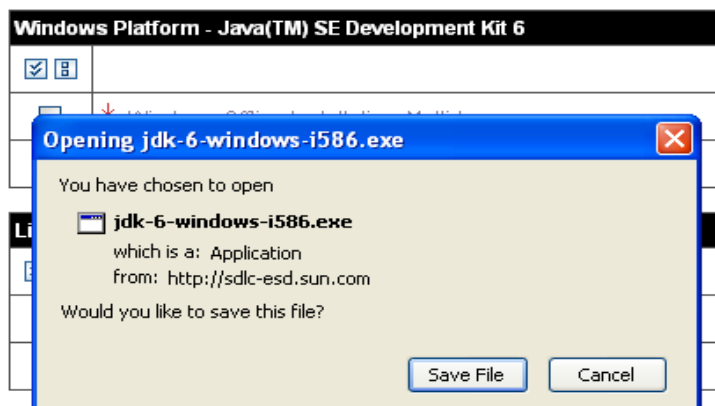 Windows Platform - Java(TM) SE Development Kit 6
Opening jdk-6-windows-i586.exe
You have chosen to open
jdk-6-windows-i586.exe
which is a: Application
from: http://sdlc-esd.sun.com
Li
Would you like to save this file?
Save File
Cancel